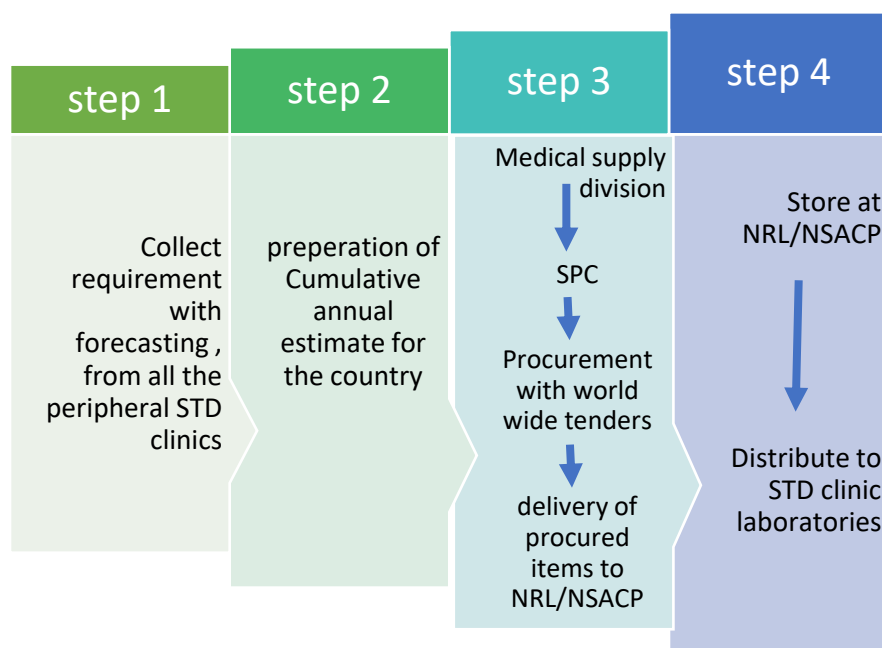 step 1
Collect
requirement
with
forecasting ,
from all the
peripheral STD
clinics
step 2
preperation of
Cumulative
annual
estimate for
the country
step 3
Medical supply
division
SPC
Procurement
with world
wide tenders
delivery of
procured
items to
NRL/NSACP
step 4
Store at
NRL/NSACP
Distribute to
STD clinic
laboratories